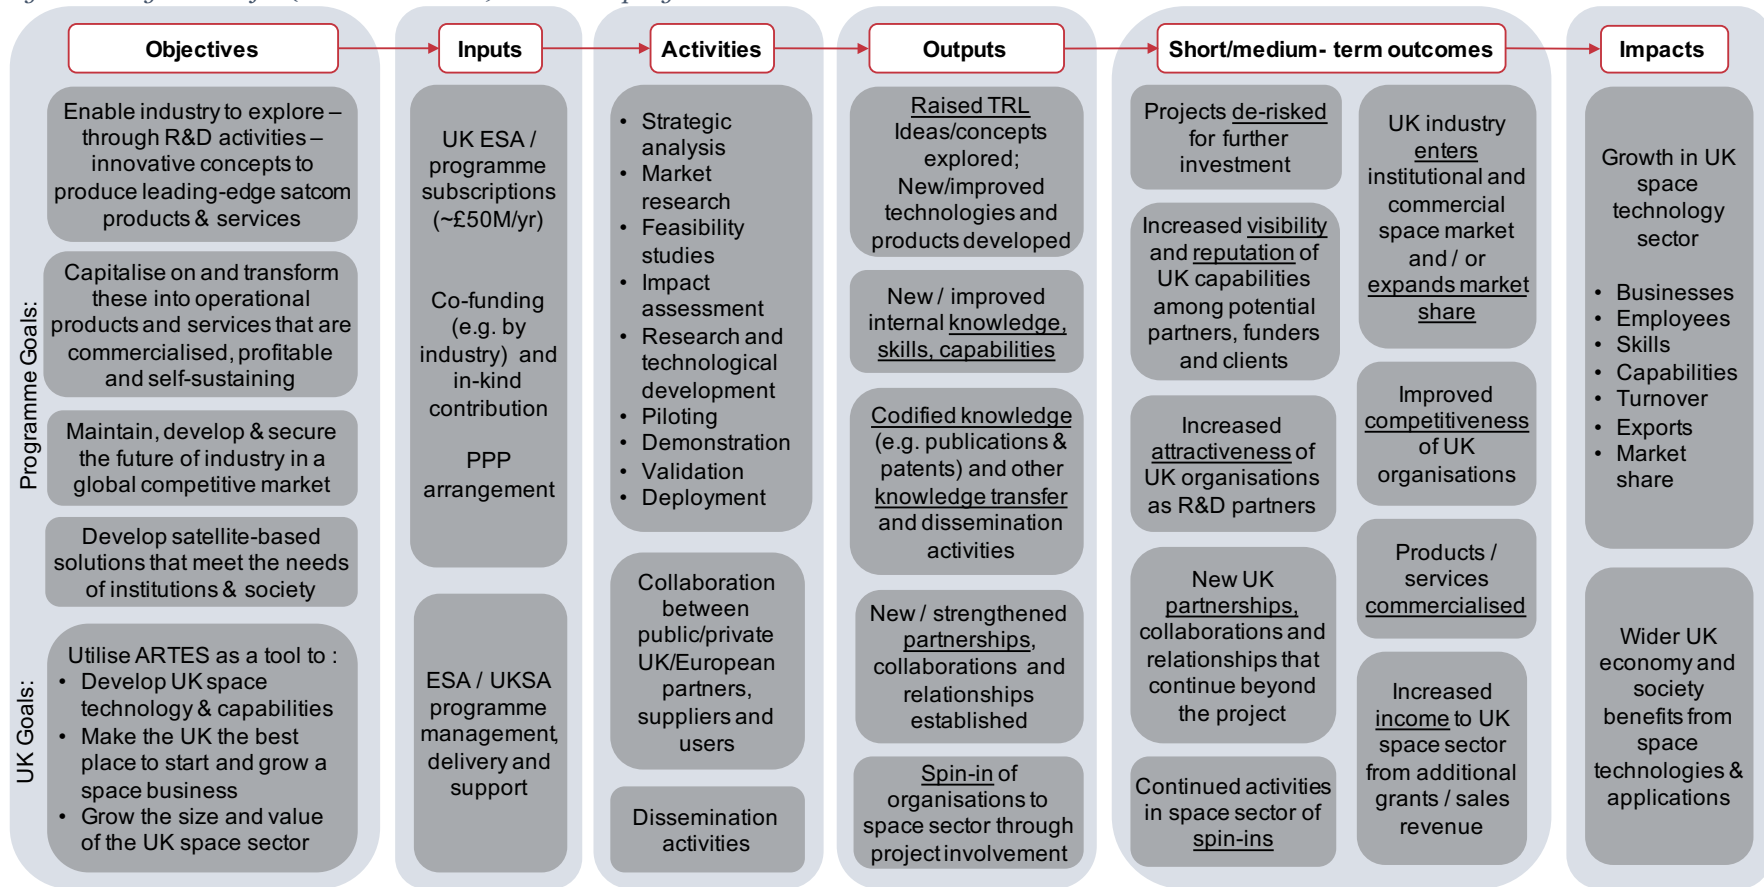 Objectives
Inputs
Activities
Outputs
Short/medium- term outcomes
Impacts
Programme Goals:
Enable industry to explore –
through R&D activities –
innovative concepts to
produce leading-edge satcom
products & services
Capitalise on and transform
these into operational
products and services that are
commercialised, profitable
and self-sustaining
Maintain, develop & secure
the future of industry in a
global competitive market
Develop satellite-based
solutions that meet the needs
of institutions & society
UK Goals:
Utilise ARTES as a tool to :
• Develop UK space
technology & capabilities
• Make the UK the best
place to start and grow a
space business
• Grow the size and value
of the UK space sector
UK ESA /
programme
subscriptions
(~£50M/yr)
Co-funding
(e.g. by
industry) and
in-kind
contribution
PPP
arrangement
ESA / UKSA
programme
management,
delivery and
support
• Strategic
analysis
• Market
research
• Feasibility
studies
• Impact
assessment
• Research and
technological
development
• Piloting
• Demonstration
• Validation
• Deployment
Collaboration
between
public/private
UK/European
partners,
suppliers and
users
Dissemination
activities
Raised TRL
Ideas/concepts
explored;
New/improved
technologies and
products developed
New / improved
internal knowledge,
skills, capabilities
Codified knowledge
(e.g. publications &
patents) and other
knowledge transfer
and dissemination
activities
New / strengthened
partnerships,
collaborations and
relationships
established
Spin-in of
organisations to
space sector through
project involvement
Projects de-risked
for further
investment
Increased visibility
and reputation of
UK capabilities
among potential
partners, funders
and clients
Increased
attractiveness of
UK organisations
as R&D partners
New UK
partnerships,
collaborations and
relationships that
continue beyond
the project
Continued activities
in space sector of
spin-ins
UK industry
enters
institutional and
commercial
space market
and / or
expands market
share
Improved
competitiveness
of UK
organisations
Products /
services
commercialised
Increased
income to UK
space sector
from additional
grants / sales
revenue
Growth in UK
space
technology
sector
• Businesses
• Employees
• Skills
• Capabilities
• Turnover
• Exports
• Market
share
Wider UK
economy and
society
benefits from
space
technologies &
applications